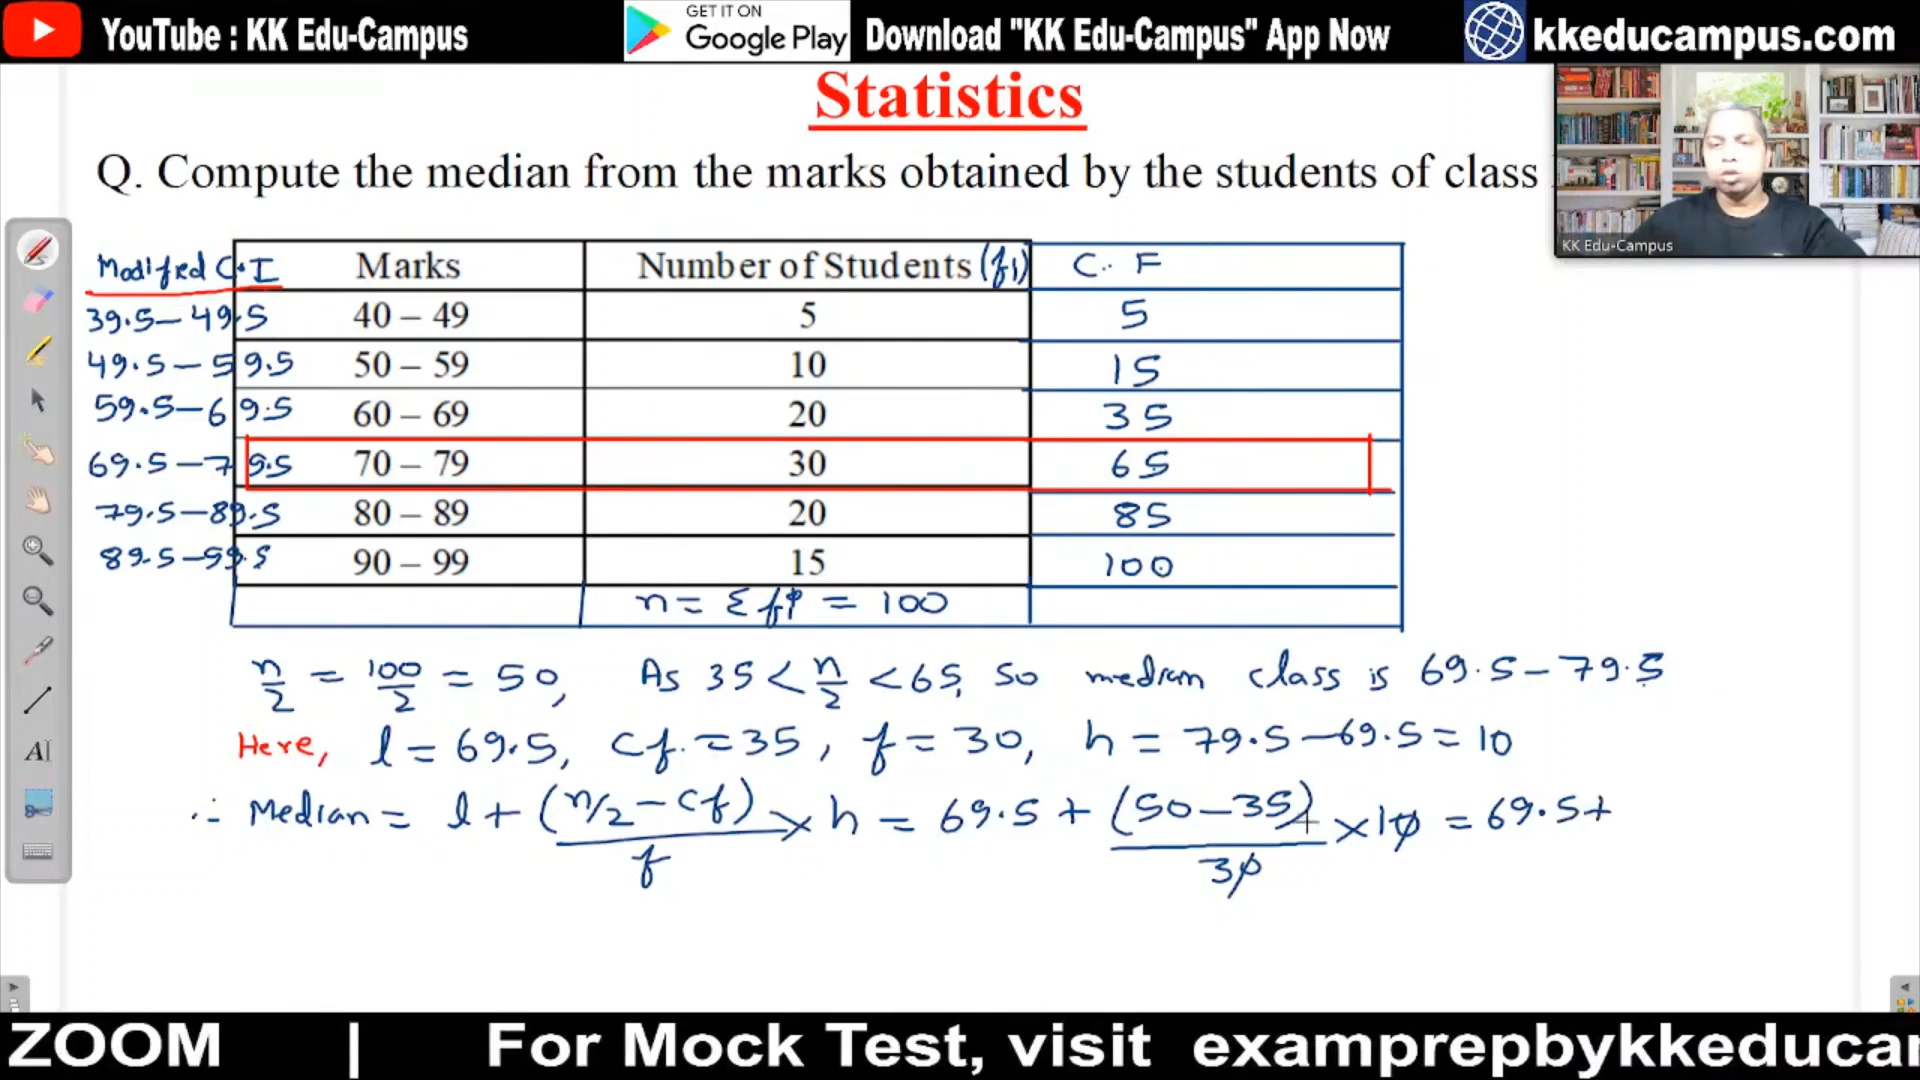 YouTube : KK Edu-Campus GET IT ON Google Play Download "KK Edu-Campus" App Now kkeducampus.com
Statistics
Q. Compute the median from the marks obtained by the students of class
KK Edu-Campus
Modified C.I Marks Number of Students (fi) C.F
39.5-49.5 40 – 49 5 5
49.5-59.5 50 – 59 10 15
59.5-69.5 60 – 69 20 35
69.5-79.5 70 – 79 30 65
79.5-89.5 80 – 89 20 85
89.5-99.5 90 – 99 15 100
n = Σfi = 100
n/2 = 100/2 = 50, As 35 < n/2 < 65, so median class is 69.5-79.5
Here, l = 69.5, cf. = 35, f = 30, h = 79.5-69.5 = 10
∴ Median = l + (n/2 - cf)/f × h = 69.5 + (50-35)/30 × 10 = 69.5+
AI
ZOOM | For Mock Test, visit examprepbykkeducam